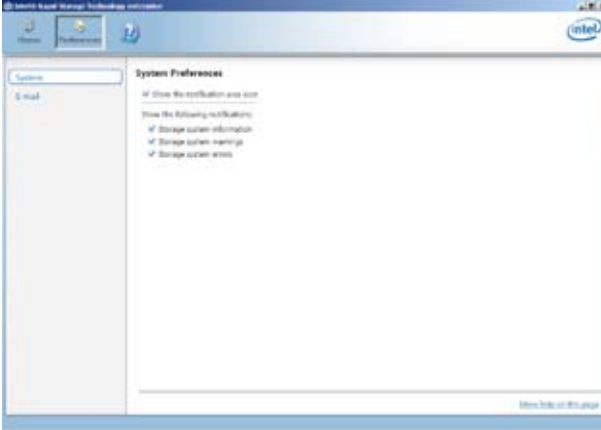 Intel® Rapid Storage Technology enterprise
Preferences
intel
System
E-mail
System Preferences
Show the notification area icon
Show the following notifications:
Storage system information
Storage system warnings
Storage system errors
More help on this page